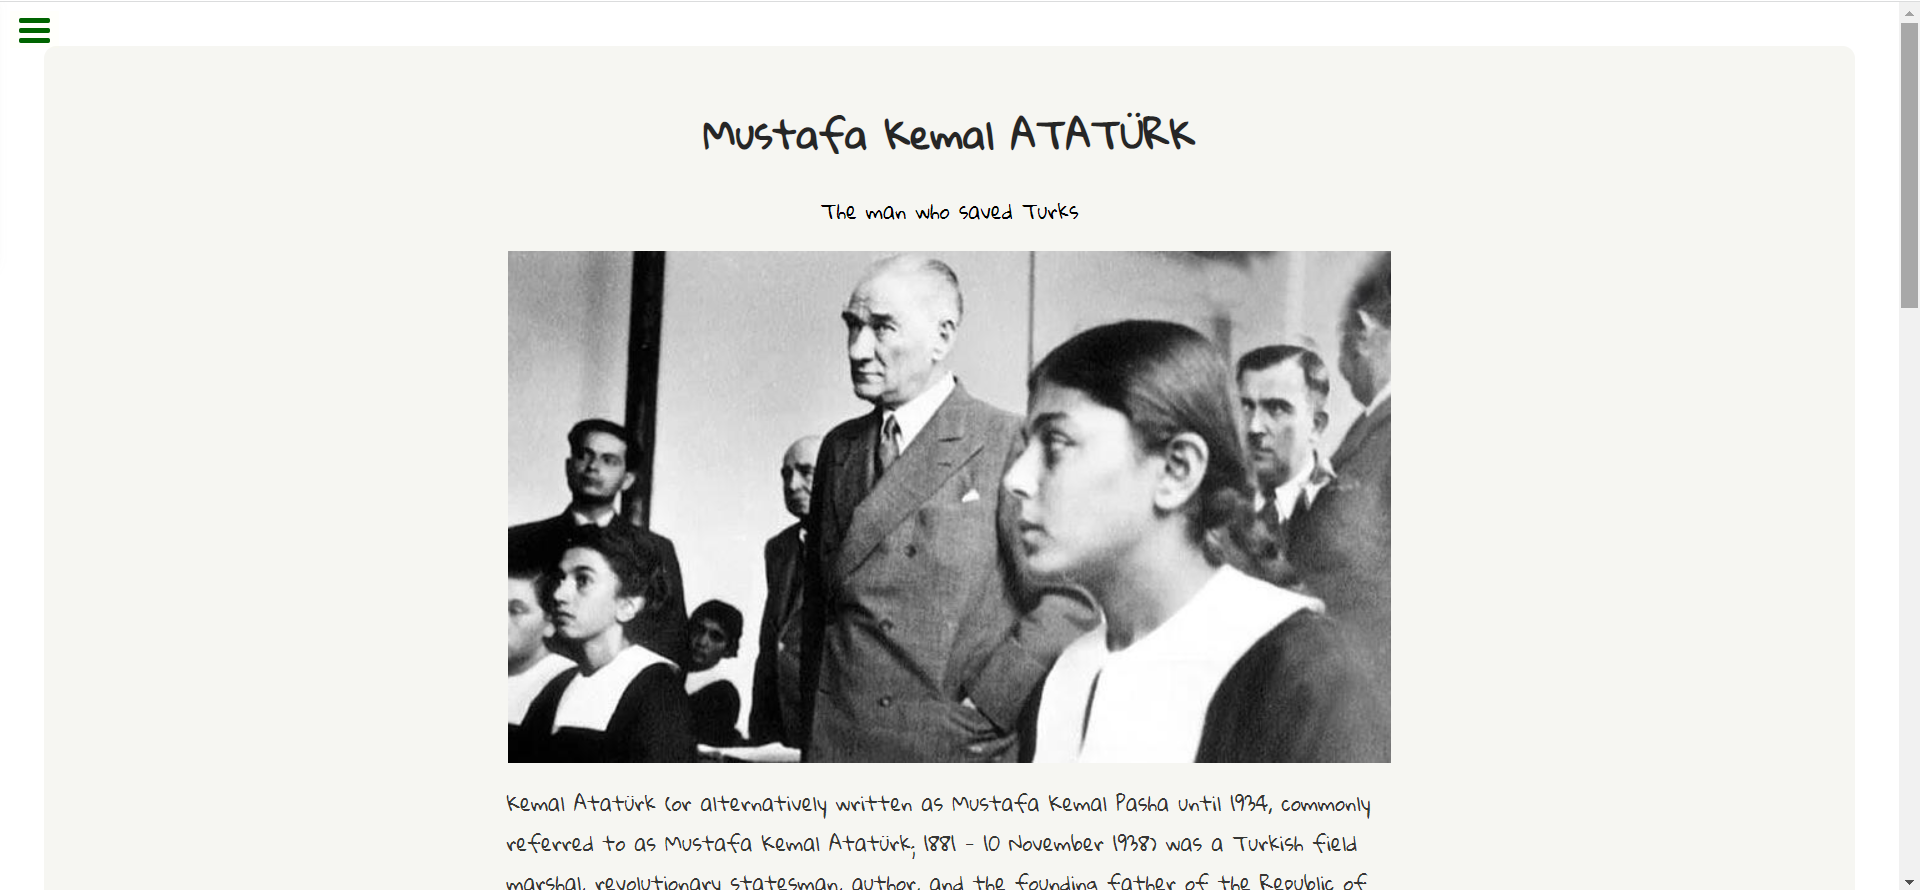 Mustafa Kemal ATATÜRK
The man who saved Turks
Kemal Atatürk (or alternatively written as Mustafa Kemal Pasha until 1934, commonly
referred to as Mustafa Kemal Atatürk; 1881 - 10 November 1938) was a Turkish field
marshal, revolutionary statesman, author, and the founding father of the Republic of